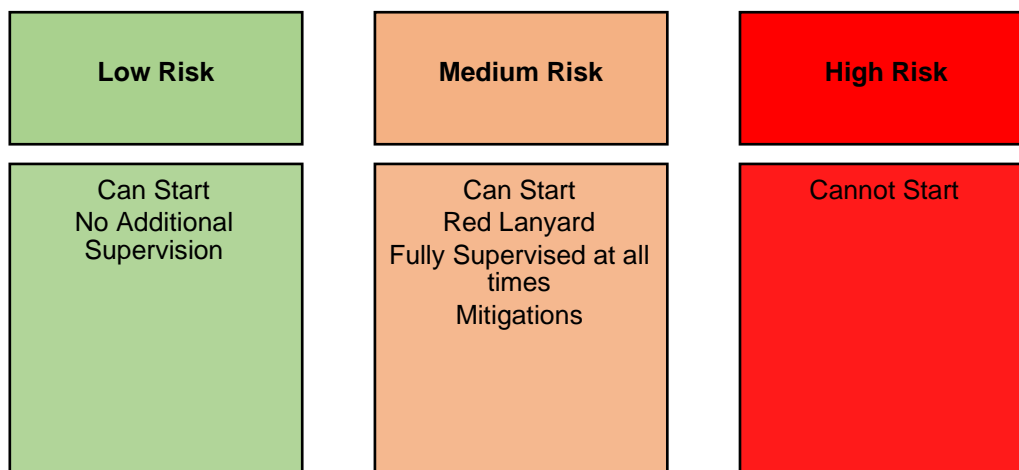 Low Risk
Medium Risk
High Risk
Can Start
No Additional
Supervision
Can Start
Red Lanyard
Fully Supervised at all
times
Mitigations
Cannot Start